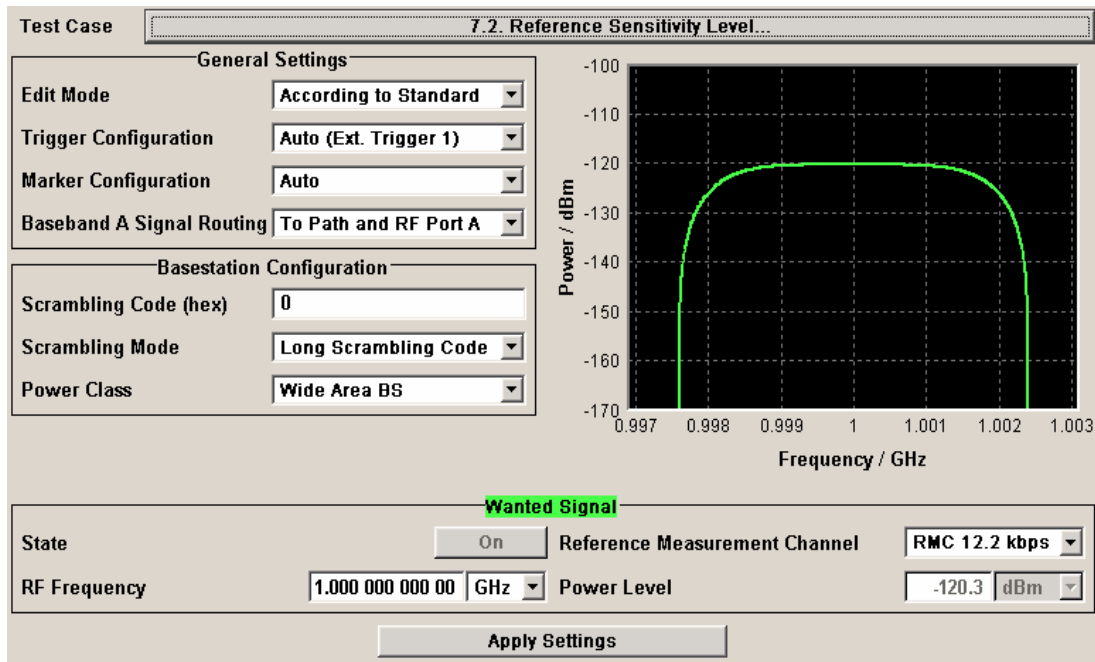 Test Case
7.2. Reference Sensitivity Level...
General Settings
Edit Mode
According to Standard
Trigger Configuration
Auto (Ext. Trigger 1)
Marker Configuration
Auto
Baseband A Signal Routing
To Path and RF Port A
Basestation Configuration
Scrambling Code (hex)
0
Scrambling Mode
Long Scrambling Code
Power Class
Wide Area BS
Power / dBm
-100
-110
-120
-130
-140
-150
-160
-170
0.997 0.998 0.999 1 1.001 1.002 1.003
Frequency / GHz
Wanted Signal
State
On
Reference Measurement Channel
RMC 12.2 kbps
RF Frequency
1.000 000 000 00 GHz
Power Level
-120.3 dBm
Apply Settings